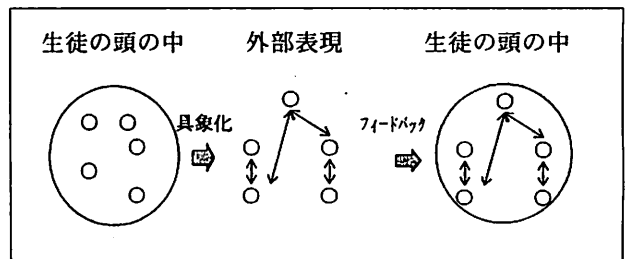 生徒の頭の中
外部表現
生徒の頭の中
具象化
フィードバック